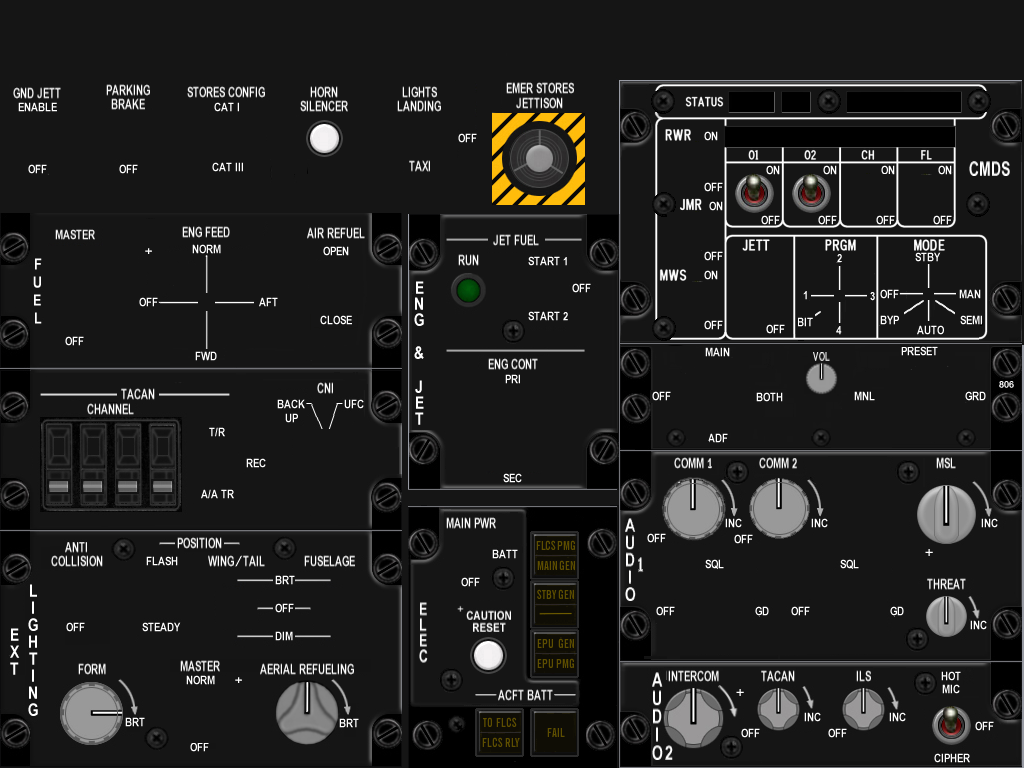 GND JETT
ENABLE
OFF
PARKING
BRAKE
OFF
STORES CONFIG
CAT I
CAT III
HORN
SILENCER
LIGHTS
LANDING
OFF
TAXI
EMER STORES
JETTISON
FUEL
MASTER
OFF
ENG FEED
NORM
OFF
AFT
FWD
AIR REFUEL
OPEN
CLOSE
TACAN
CHANNEL
T/R
REC
A/A TR
CNI
BACK
UP
UFC
EXT
LIGHTING
ANTI
COLLISION
OFF
POSITION
FLASH
STEADY
WING/TAIL
FUSELAGE
BRT
OFF
DIM
FORM
BRT
MASTER
NORM
OFF
AERIAL REFUELING
BRT
ENG & JET
JET FUEL
RUN
START 1
OFF
START 2
ENG CONT
PRI
SEC
ELEC
MAIN PWR
BATT
OFF
CAUTION
RESET
FLCS PMG
MAIN GEN
STBY GEN
EPU GEN
EPU PMG
ACFT BATT
TO FLCS
FLCS RLY
FAIL
CMDS
STATUS
RWR ON
OFF
JMR ON
OFF
MWS ON
OFF
O1
ON
OFF
O2
ON
OFF
CH
ON
OFF
FL
ON
OFF
JETT
OFF
PRGM
2
1
3
BIT
4
MODE
STBY
OFF
MAN
BYP
SEMI
AUTO
MAIN
OFF
BOTH
ADF
VOL
PRESET
MNL
GRD
806
AUDIO
1
COMM 1
INC
OFF
COMM 2
INC
OFF
MSL
INC
SQL
OFF
GD
SQL
OFF
GD
THREAT
INC
AUDIO2
INTERCOM
TACAN
INC
OFF
ILS
INC
OFF
HOT
MIC
OFF
CIPHER